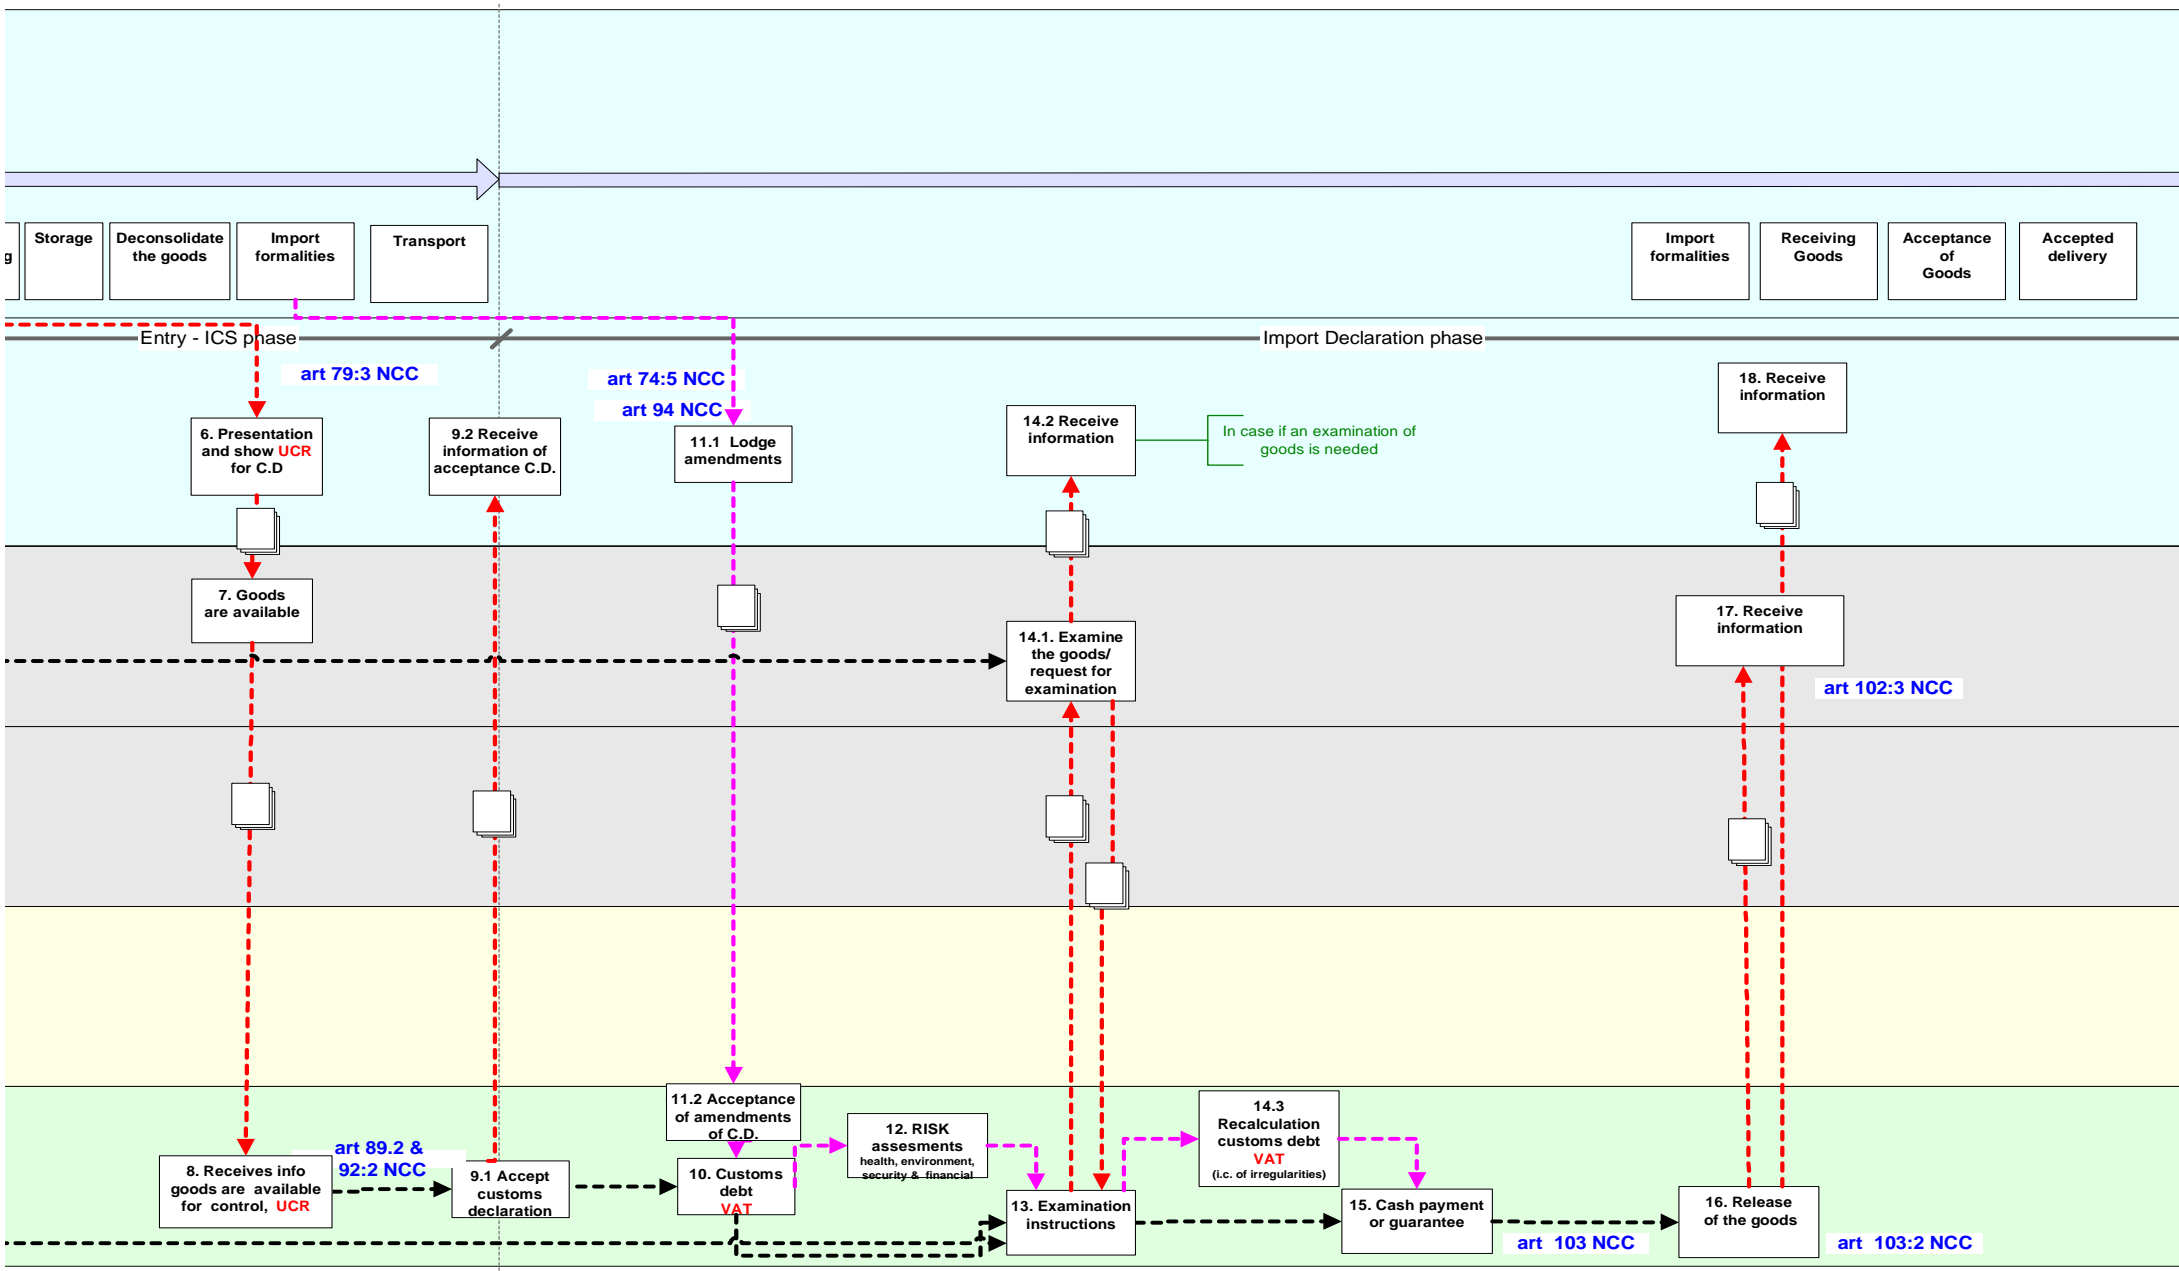 g
Storage
Deconsolidate
the goods
Import
formalities
Transport
Import
formalities
Receiving
Goods
Acceptance
of
Goods
Accepted
delivery
Entry - ICS phase
Import Declaration phase
art 79:3 NCC
art 74:5 NCC
art 94 NCC
6. Presentation
and show UCR
for C.D
9.2 Receive
information of
acceptance C.D.
11.1 Lodge
amendments
14.2 Receive
information
In case if an examination of
goods is needed
18. Receive
information
7. Goods
are available
14.1. Examine
the goods/
request for
examination
17. Receive
information
art 102:3 NCC
11.2 Acceptance
of amendments
of C.D.
12. RISK
assesments
health, environment,
security & financial
14.3
Recalculation
customs debt
VAT
(i.c. of irregularities)
art 89.2 &
92:2 NCC
8. Receives info
goods are available
for control, UCR
9.1 Accept
customs
declaration
10. Customs
debt
VAT
13. Examination
instructions
15. Cash payment
or guarantee
16. Release
of the goods
art 103 NCC
art 103:2 NCC